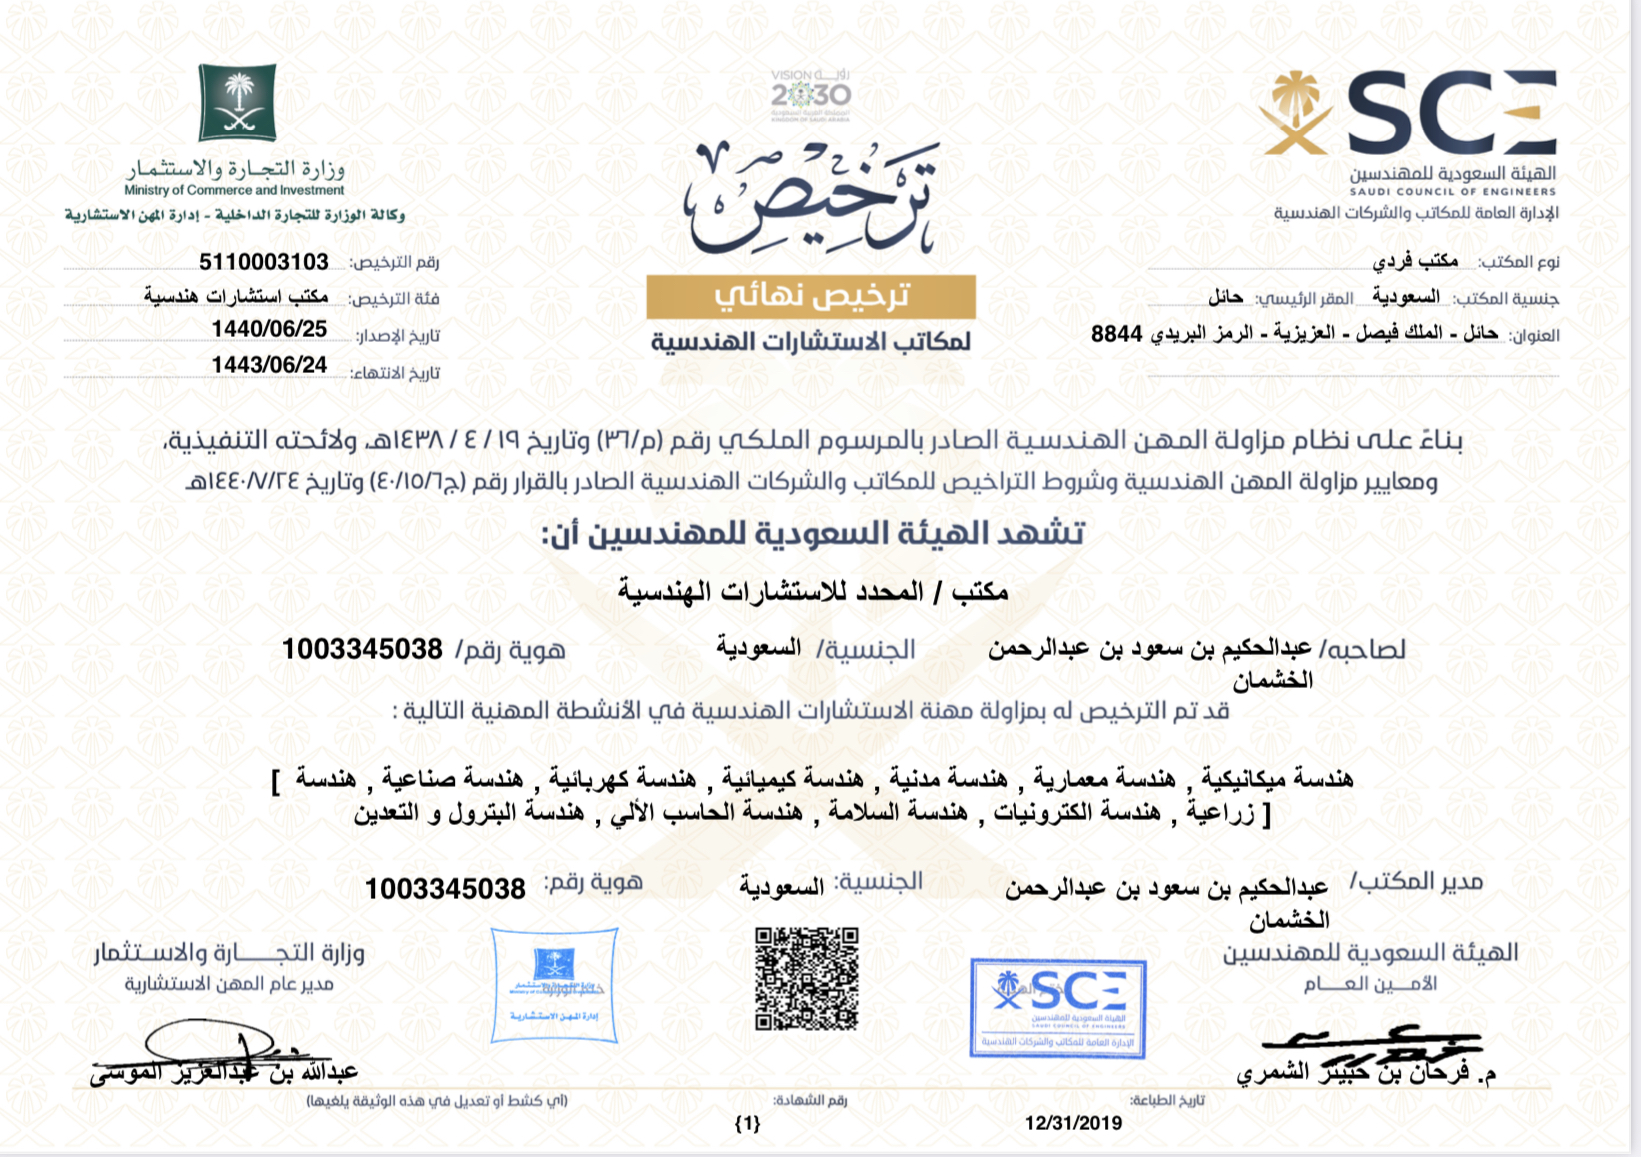 SCE
الهيئة السعودية للمهندسين
SAUDI COUNCIL OF ENGINEERS
الإدارة العامة للمكاتب والشركات الهندسية
نوع المكتب: مكتب فردي
جنسية المكتب: السعودية المقر الرئيسي: حائل
العنوان: حائل - الملك فيصل - العزيزية - الرمز البريدي 8844
VISION رؤية
2030
المملكة العربية السعودية
KINGDOM OF SAUDI ARABIA
ترخيص
ترخيص نهائي
لمكاتب الاستشارات الهندسية
وزارة التجارة والاستثمار
Ministry of Commerce and Investment
وكالة الوزارة للتجارة الداخلية - إدارة المهن الاستشارية
رقم الترخيص: 5110003103
فئة الترخيص: مكتب استشارات هندسية
تاريخ الإصدار: 1440/06/25
تاريخ الانتهاء: 1443/06/24
بناءً على نظام مزاولة المهن الهندسية الصادر بالمرسوم الملكي رقم (م/٣٦) وتاريخ ١٩ / ٤ / ١٤٣٨هـ، ولائحته التنفيذية،
ومعايير مزاولة المهن الهندسية وشروط التراخيص للمكاتب والشركات الهندسية الصادر بالقرار رقم (ج٤٠/١٥/٦) وتاريخ ١٤٤٠/٧/٢٤هـ
تشهد الهيئة السعودية للمهندسين أن:
مكتب / المحدد للاستشارات الهندسية
لصاحبه/ عبدالحكيم بن سعود بن عبدالرحمن الجنسية/ السعودية هوية رقم/ 1003345038
الخشمان
قد تم الترخيص له بمزاولة مهنة الاستشارات الهندسية في الأنشطة المهنية التالية :
هندسة ميكانيكية , هندسة معمارية , هندسة مدنية , هندسة كيميائية , هندسة كهربائية , هندسة صناعية , هندسة [
[ زراعية , هندسة الكترونيات , هندسة السلامة , هندسة الحاسب الألي , هندسة البترول و التعدين
مدير المكتب/ عبدالحكيم بن سعود بن عبدالرحمن الجنسية: السعودية هوية رقم: 1003345038
الخشمان
الهيئة السعودية للمهندسين
الأمـــين العـــام
م. فرحان بن حبيتر الشمري
ختم الهيئة
SCE
الهيئة السعودية للمهندسين
SAUDI COUNCIL OF ENGINEERS
الإدارة العامة للمكاتب والشركات الهندسية
ختم الوزارة
إدارة المهن الاستشارية
وزارة التجـــارة والاستثمار
مدير عام المهن الاستشارية
عبدالله بن عبدالعزيز الموسى
تاريخ الطباعة:
12/31/2019
رقم الشهادة:
{1}
(أي كشط أو تعديل في هذه الوثيقة يلغيها)